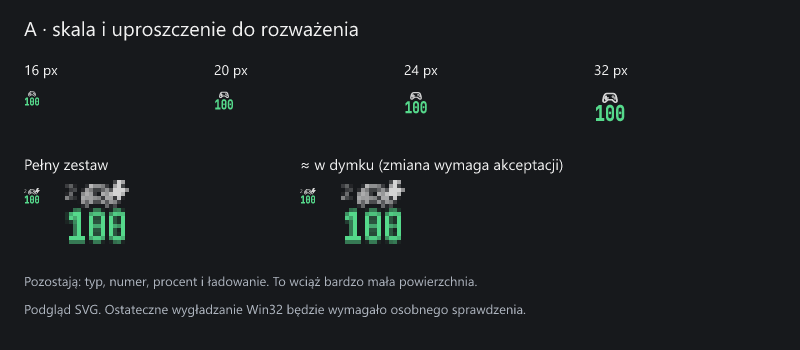 A · skala i uproszczenie do rozważenia
16 px 20 px 24 px 32 px
100 100 100 100
Pełny zestaw ≈ w dymku (zmiana wymaga akceptacji)
100 100 100 100
Pozostają: typ, numer, procent i ładowanie. To wciąż bardzo mała powierzchnia.
Podgląd SVG. Ostateczne wygładzanie Win32 będzie wymagało osobnego sprawdzenia.